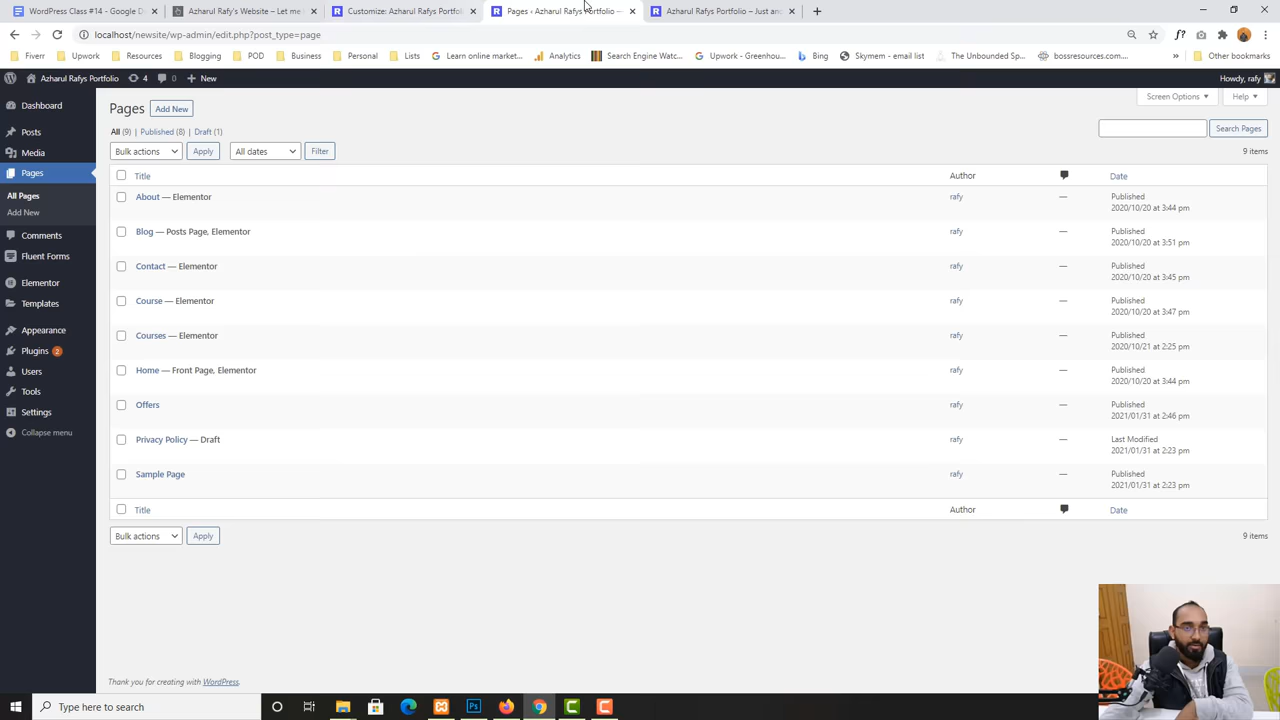 WordPress Class #14 - Google D
Azharul Rafy's Website – Let me S
Customize: Azharul Rafys Portfolio
Pages ‹ Azharul Rafys Portfolio —
Azharul Rafys Portfolio – Just an
localhost/newsite/wp-admin/edit.php?post_type=page
Fiverr
Upwork
Resources
POD
Business
Personal
Lists
Learn online market...
Analytics
Search Engine Watc...
Upwork - Greenhou...
Bing
Skymem - email list
The Unbounded Sp...
bossresources.com...
Other bookmarks
Azharul Rafys Portfolio
4
0
+ New
Howdy, rafy
Dashboard
Posts
Media
Pages
All Pages
Add New
Comments
Fluent Forms
Elementor
Templates
Appearance
Plugins 2
Users
Tools
Settings
Collapse menu
Pages
Add New
Screen Options
Help
All (9) | Published (8) | Draft (1)
Search Pages
Bulk actions
Apply
All dates
Filter
9 items
Title
Author
Date
About — Elementor
rafy
—
Published
2020/10/20 at 3:44 pm
Blog — Posts Page, Elementor
rafy
—
Published
2020/10/20 at 3:51 pm
Contact — Elementor
rafy
—
Published
2020/10/20 at 3:45 pm
Course — Elementor
rafy
—
Published
2020/10/20 at 3:47 pm
Courses — Elementor
rafy
—
Published
2020/10/21 at 2:25 pm
Home — Front Page, Elementor
rafy
—
Published
2020/10/20 at 3:44 pm
Offers
rafy
—
Published
2021/01/31 at 2:46 pm
Privacy Policy — Draft
rafy
—
Last Modified
2021/01/31 at 2:23 pm
Sample Page
rafy
—
Published
2021/01/31 at 2:23 pm
Title
Author
Date
Bulk actions
Apply
9 items
Thank you for creating with WordPress.
Type here to search